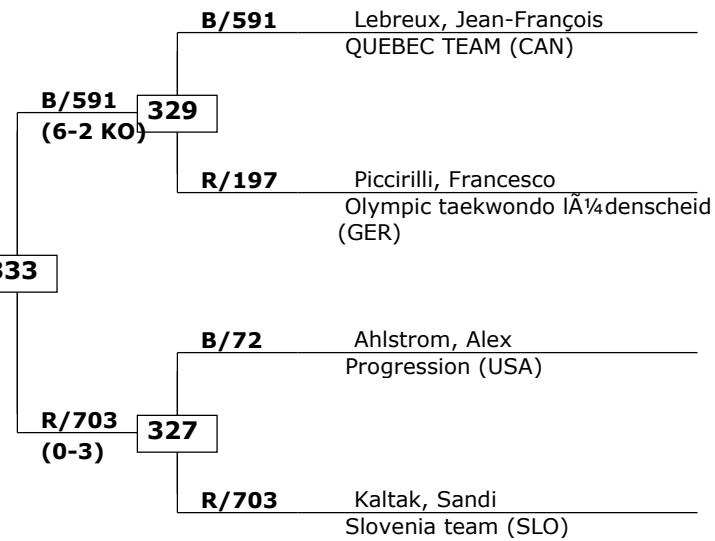 B/591 Lebreux, Jean-François
QUEBEC TEAM (CAN)
B/591 329
(6-2 KO)
R/197 Piccirilli, Francesco
Olympic taekwondo lÃ¼denscheid
(GER)
333
B/72 Ahlstrom, Alex
Progression (USA)
R/703 327
(0-3)
R/703 Kaltak, Sandi
Slovenia team (SLO)